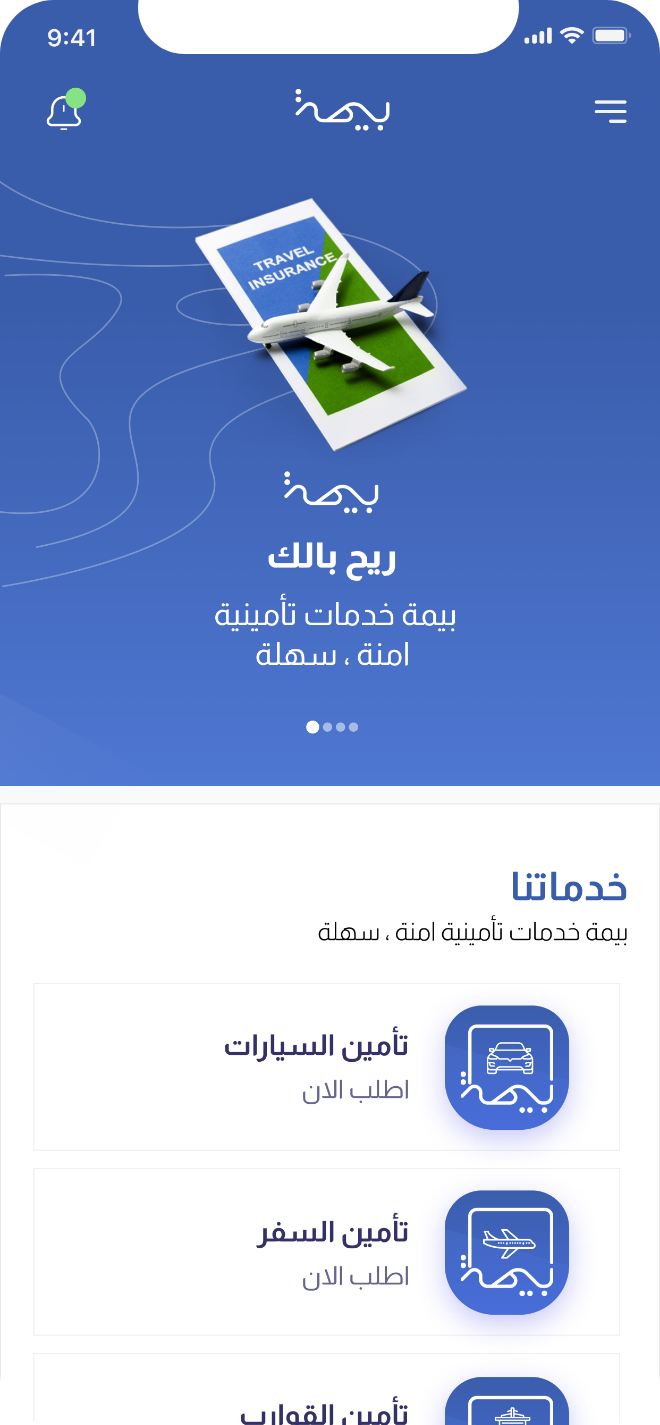 9:41
بيمة
TRAVEL
INSURANCE
بيمة
ريح بالك
بيمة خدمات تأمينية
امنة ، سهلة
خدماتنا
بيمة خدمات تأمينية امنة ، سهلة
تأمين السيارات
اطلب الان
بيمة
تأمين السفر
اطلب الان
بيمة
تأمين القوارب